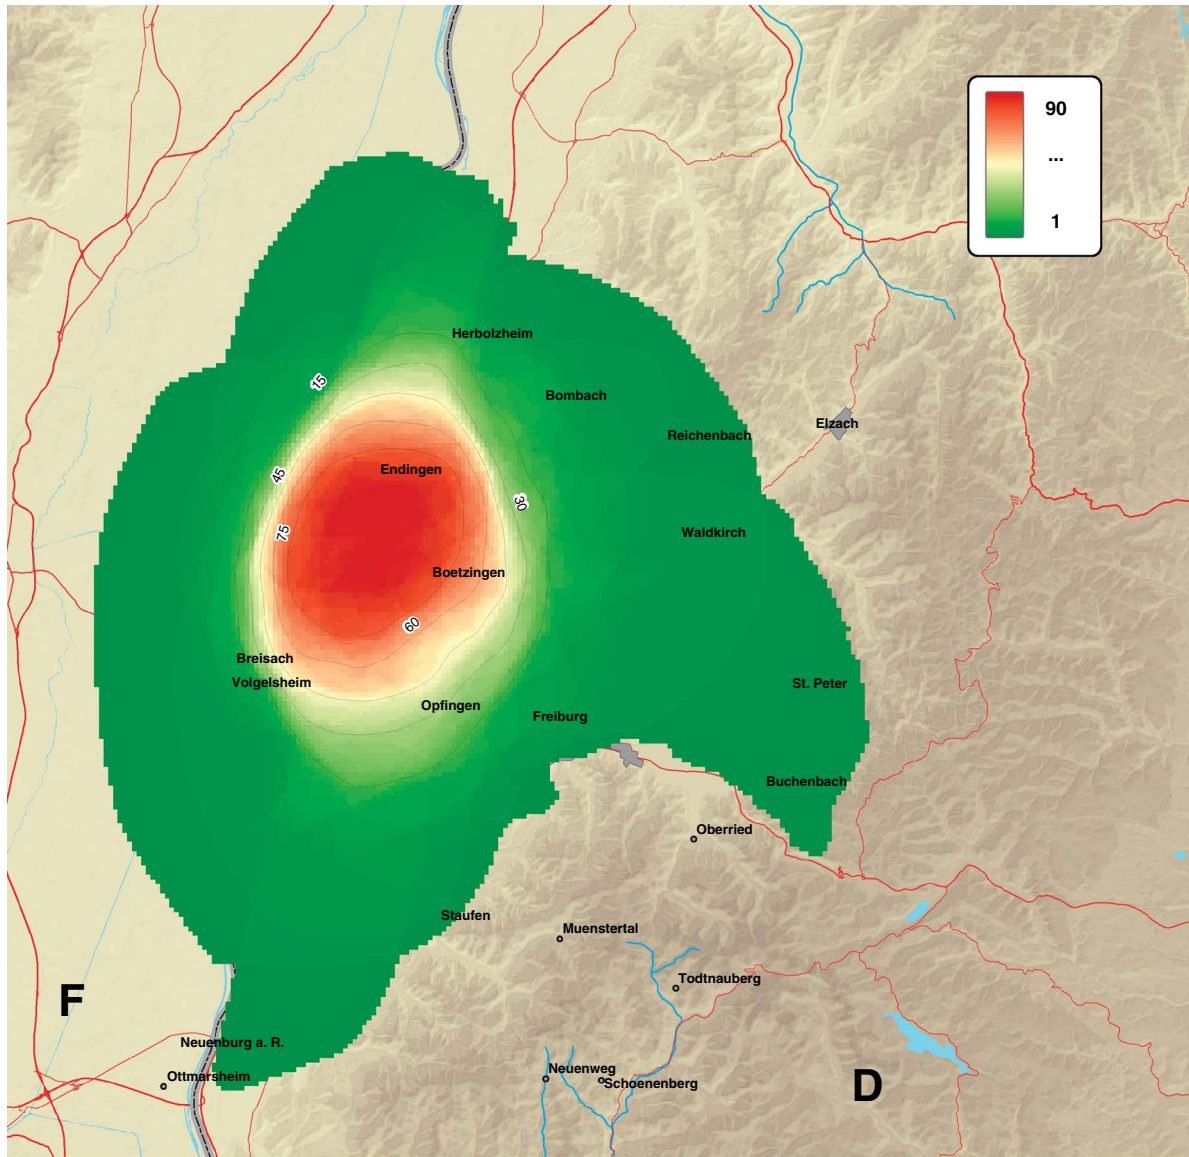 90
...
1
Herbolzheim
15
Bombach
Elzach
Reichenbach
Endingen
45
30
75
Waldkirch
Boetzingen
60
Breisach
Volgelsheim
St. Peter
Opfingen
Freiburg
Buchenbach
Oberried
Staufen
Muenstertal
Todtnauberg
F
Neuenburg a. R.
Ottmarsheim
Neuenweg
Schoenenberg
D